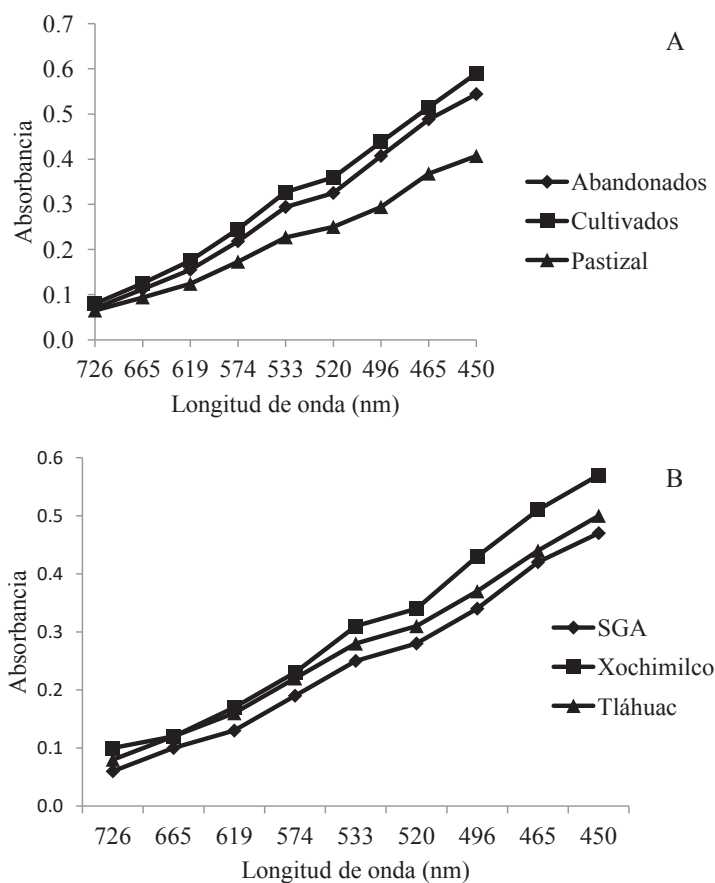 A
0.7
0.6
0.5
0.4
0.3
0.2
0.1
0.0
Absorbancia
726 665 619 574 533 520 496 465 450
Longitud de onda (nm)
Abandonados
Cultivados
Pastizal
B
0.6
0.5
0.4
0.3
0.2
0.1
0.0
Absorbancia
726 665 619 574 533 520 496 465 450
Longitud de onda (nm)
SGA
Xochimilco
Tláhuac